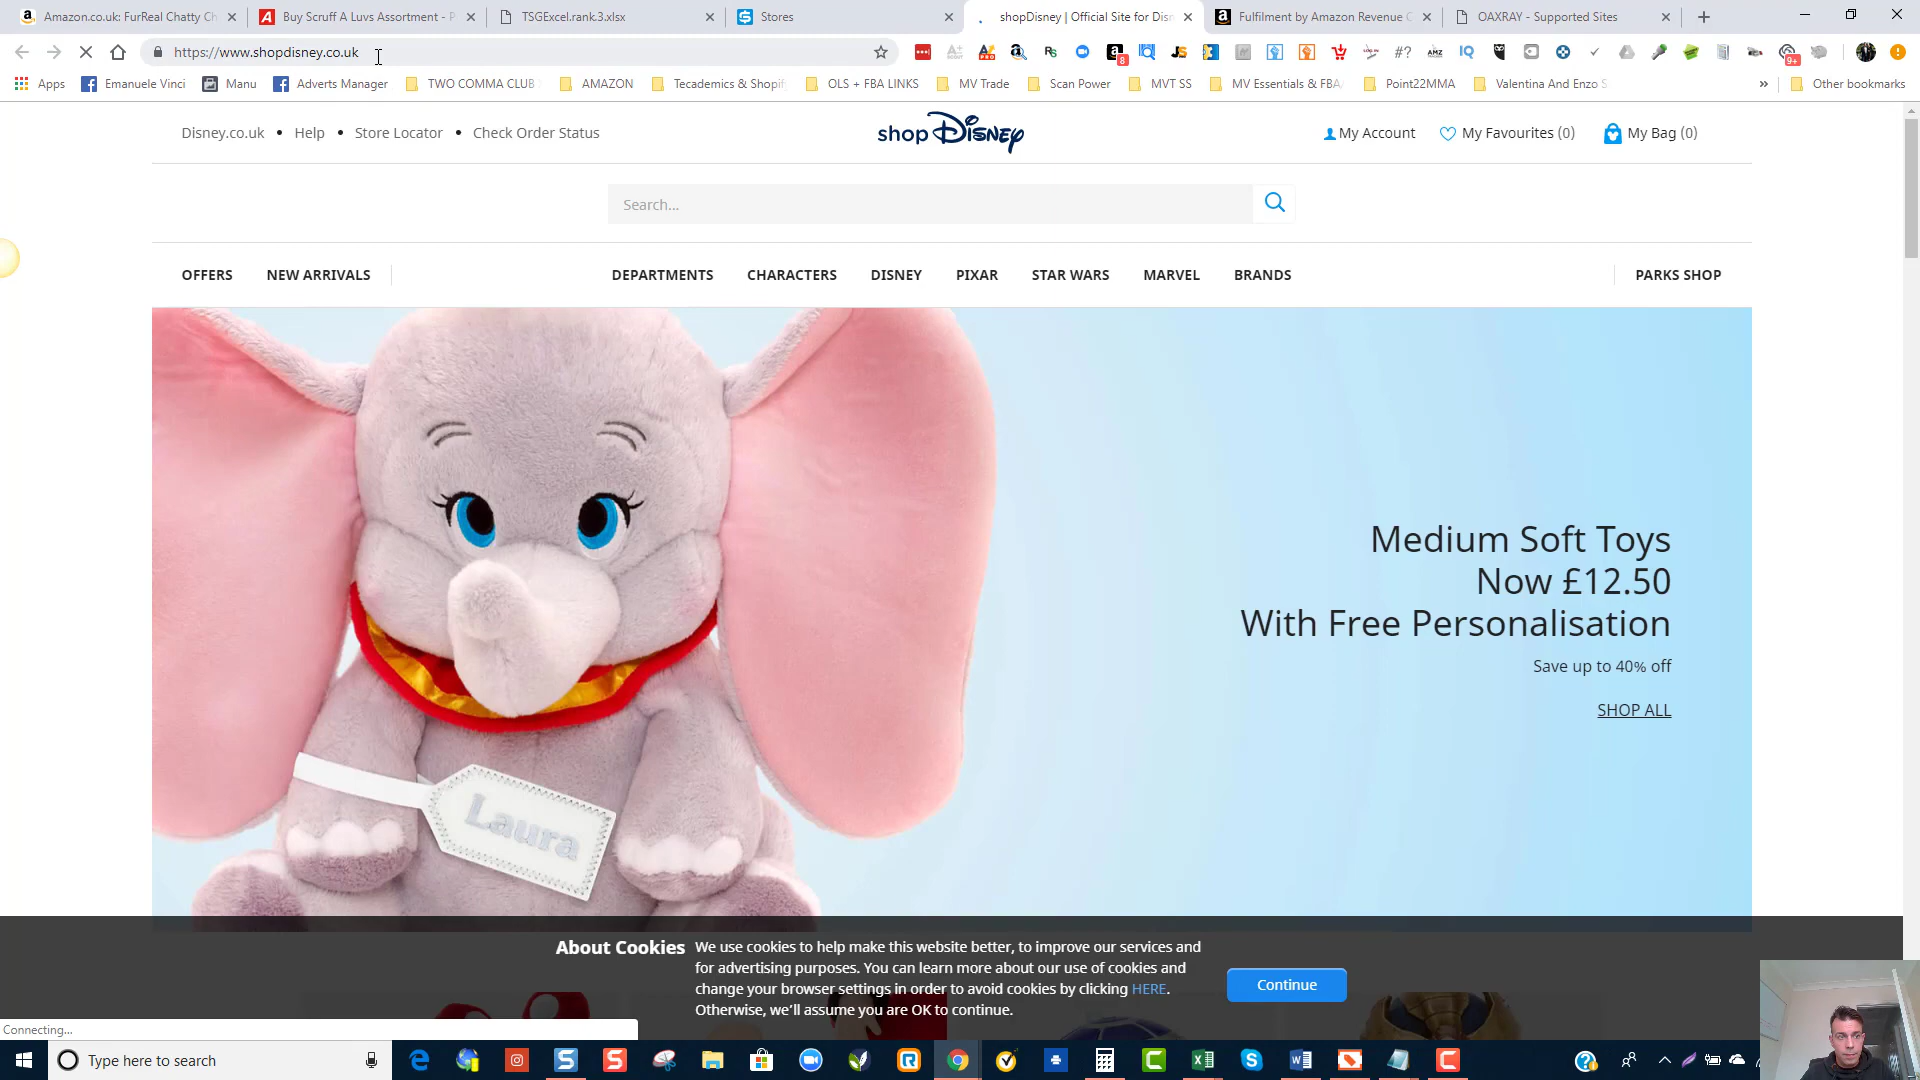 Amazon.co.uk: FurReal Chatty Ch
Buy Scruff A Luvs Assortment - P
TSGExcel.rank.3.xlsx
Stores
shopDisney | Official Site for Disn
Fulfilment by Amazon Revenue C
OAXRAY - Supported Sites
https://www.shopdisney.co.uk
Apps
Emanuele Vinci
Manu
Adverts Manager
TWO COMMA CLUB
AMAZON
Tecademics & Shopif
OLS + FBA LINKS
MV Trade
Scan Power
MVT SS
MV Essentials & FBA
Point22MMA
Valentina And Enzo S
»
Other bookmarks
Disney.co.uk • Help • Store Locator • Check Order Status
shop Disney
My Account
My Favourites (0)
My Bag (0)
Search...
OFFERS
NEW ARRIVALS
DEPARTMENTS
CHARACTERS
DISNEY
PIXAR
STAR WARS
MARVEL
BRANDS
PARKS SHOP
Medium Soft Toys
Now £12.50
With Free Personalisation
Save up to 40% off
SHOP ALL
Laura
About Cookies
We use cookies to help make this website better, to improve our services and
for advertising purposes. You can learn more about our use of cookies and
change your browser settings in order to avoid cookies by clicking HERE.
Otherwise, we'll assume you are OK to continue.
Continue
Connecting...
Type here to search